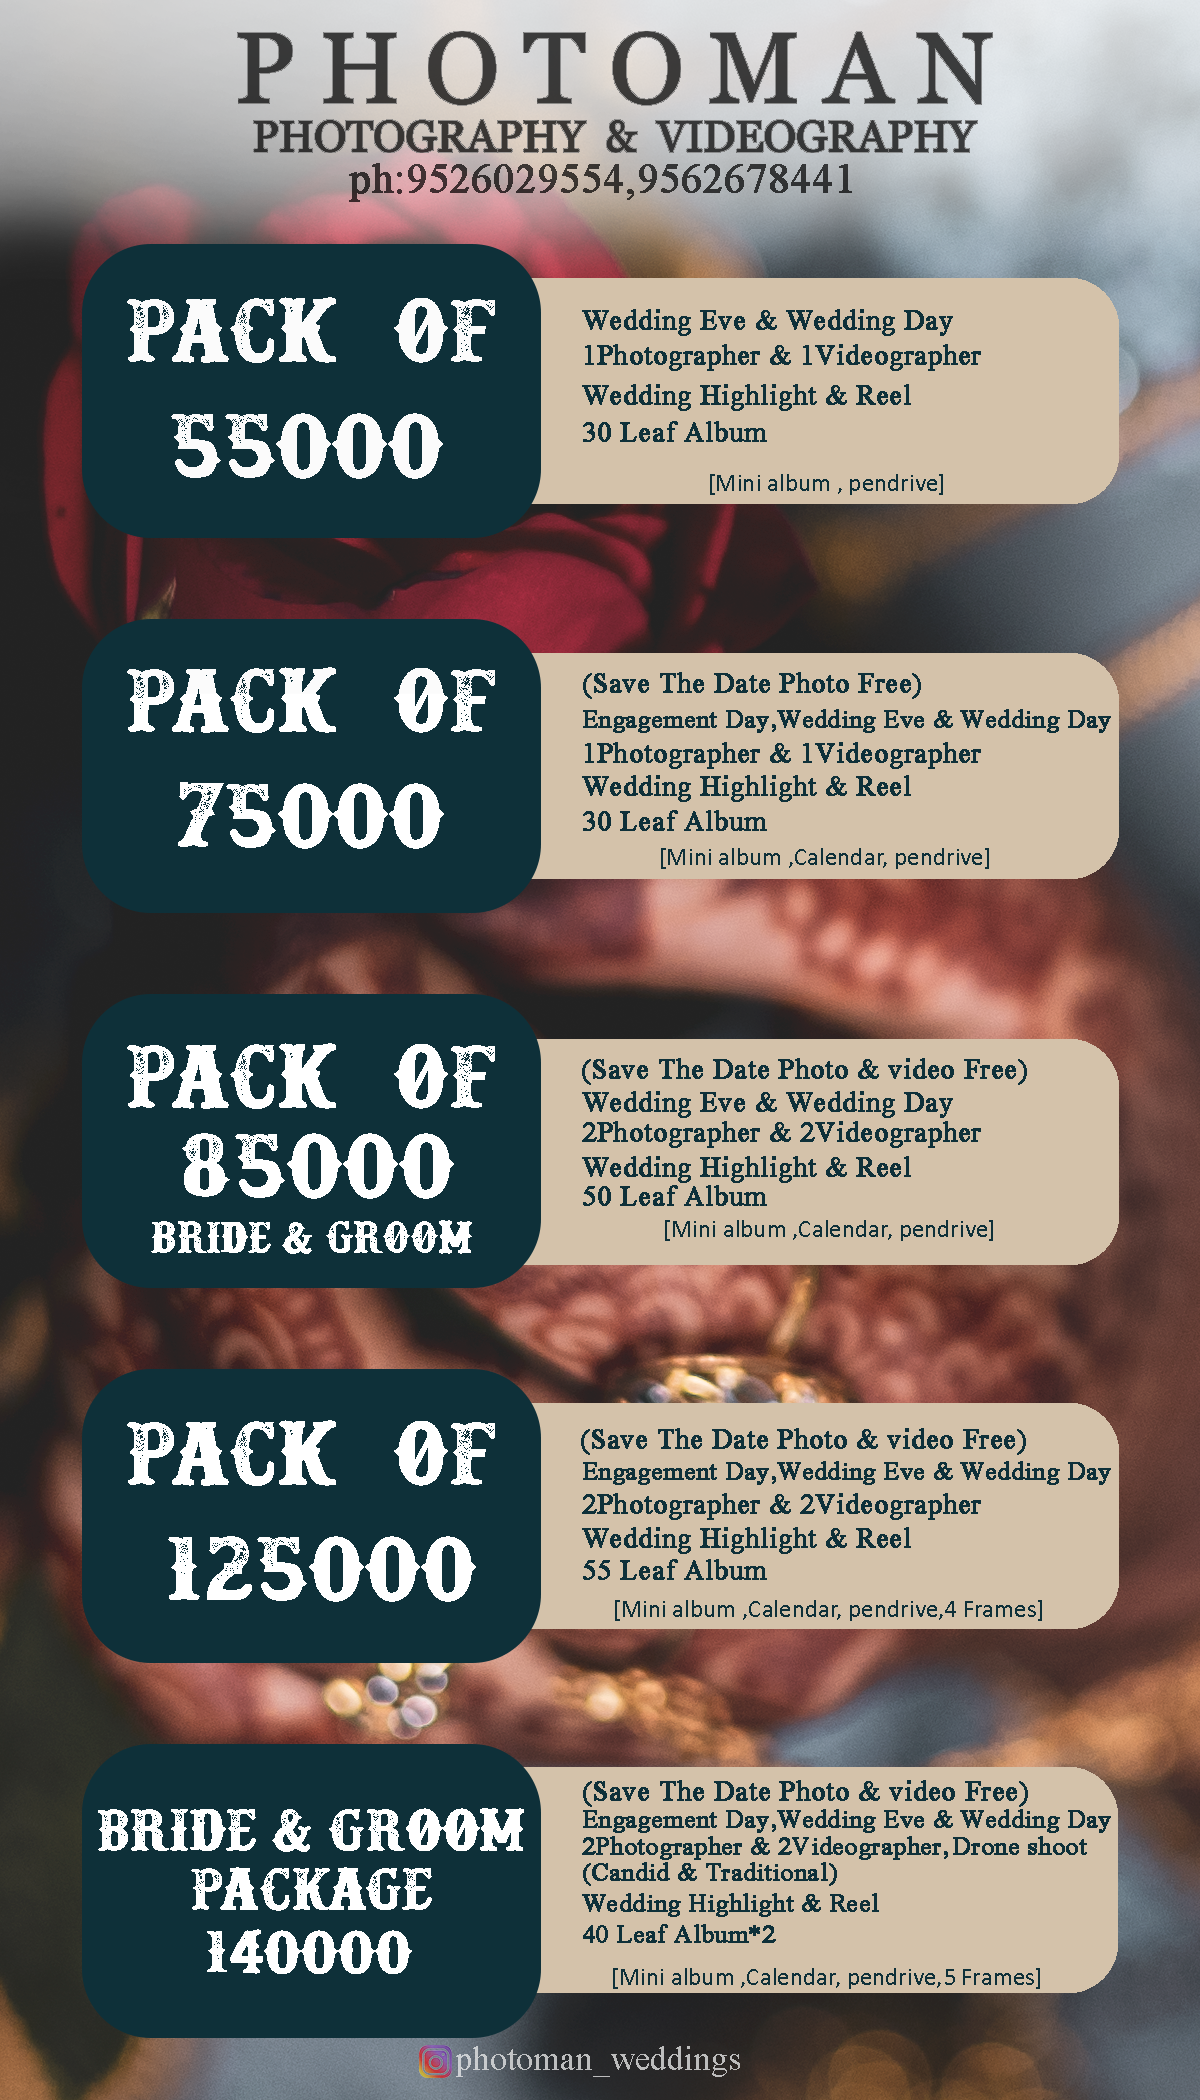 PHOTOMAN
PHOTOGRAPHY & VIDEOGRAPHY
ph:9526029554,9562678441
PACK OF
55000
Wedding Eve & Wedding Day
1Photographer & 1Videographer
Wedding Highlight & Reel
30 Leaf Album
[Mini album , pendrive]
PACK OF
75000
(Save The Date Photo Free)
Engagement Day,Wedding Eve & Wedding Day
1Photographer & 1Videographer
Wedding Highlight & Reel
30 Leaf Album
[Mini album ,Calendar, pendrive]
PACK OF
85000
BRIDE & GROOM
(Save The Date Photo & video Free)
Wedding Eve & Wedding Day
2Photographer & 2Videographer
Wedding Highlight & Reel
50 Leaf Album
[Mini album ,Calendar, pendrive]
PACK OF
125000
(Save The Date Photo & video Free)
Engagement Day,Wedding Eve & Wedding Day
2Photographer & 2Videographer
Wedding Highlight & Reel
55 Leaf Album
[Mini album ,Calendar, pendrive,4 Frames]
BRIDE & GROOM
PACKAGE
140000
(Save The Date Photo & video Free)
Engagement Day,Wedding Eve & Wedding Day
2Photographer & 2Videographer,Drone shoot
(Candid & Traditional)
Wedding Highlight & Reel
40 Leaf Album*2
[Mini album ,Calendar, pendrive,5 Frames]
photoman_weddings